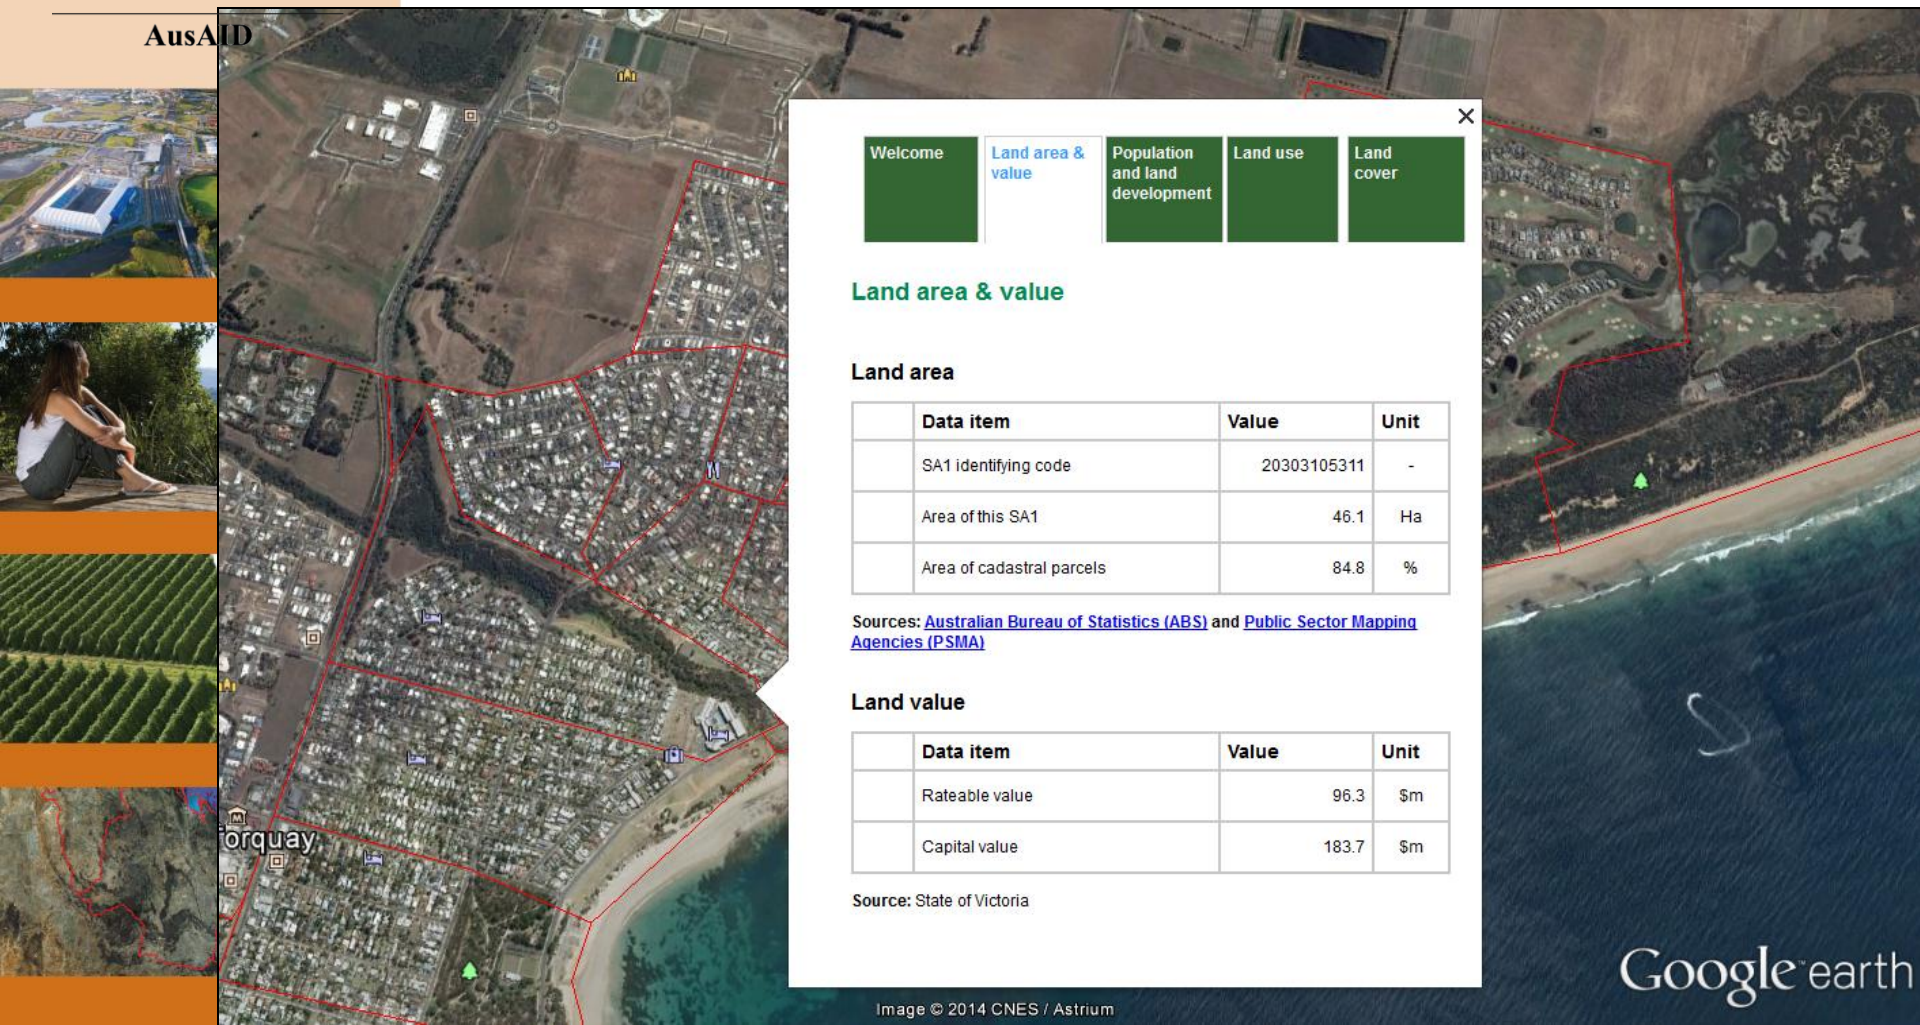 AusAID
Welcome
Land area &
value
Population
and land
development
Land use
Land
cover
Land area & value
Land area
Data item Value Unit
SA1 identifying code 20303105311 -
Area of this SA1 46.1 Ha
Area of cadastral parcels 84.8 %
Sources: Australian Bureau of Statistics (ABS) and Public Sector Mapping
Agencies (PSMA)
Land value
Data item Value Unit
Rateable value 96.3 $m
Capital value 183.7 $m
Source: State of Victoria
orquay
Google earth
Image © 2014 CNES / Astrium